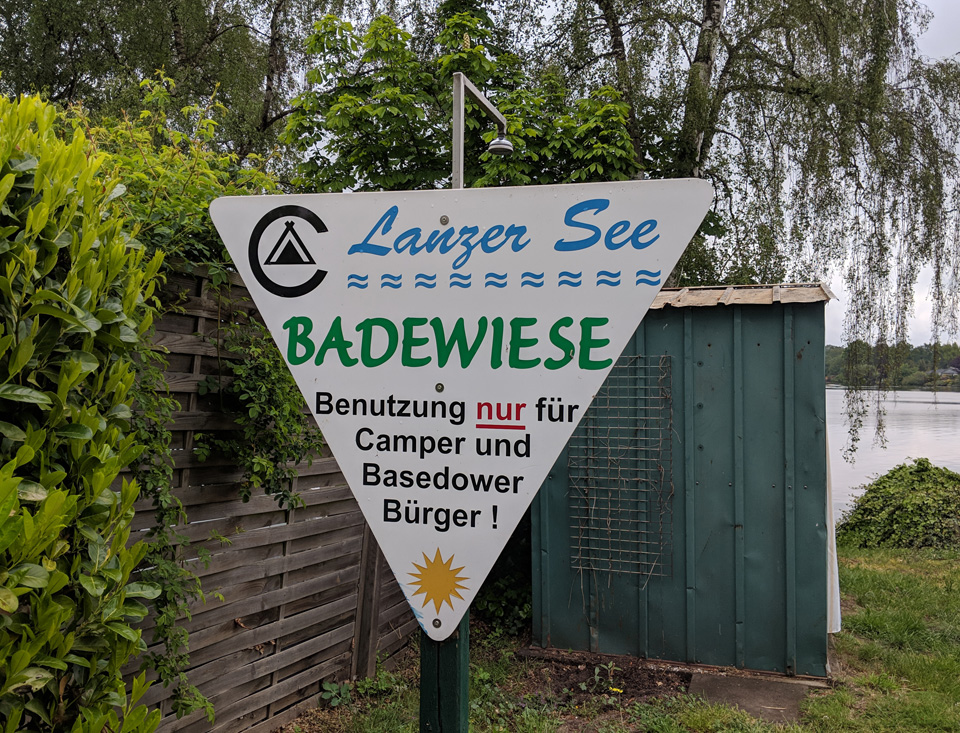 Lanzer See
BADEWIESE
Benutzung nur für
Camper und
Basedower
Bürger !